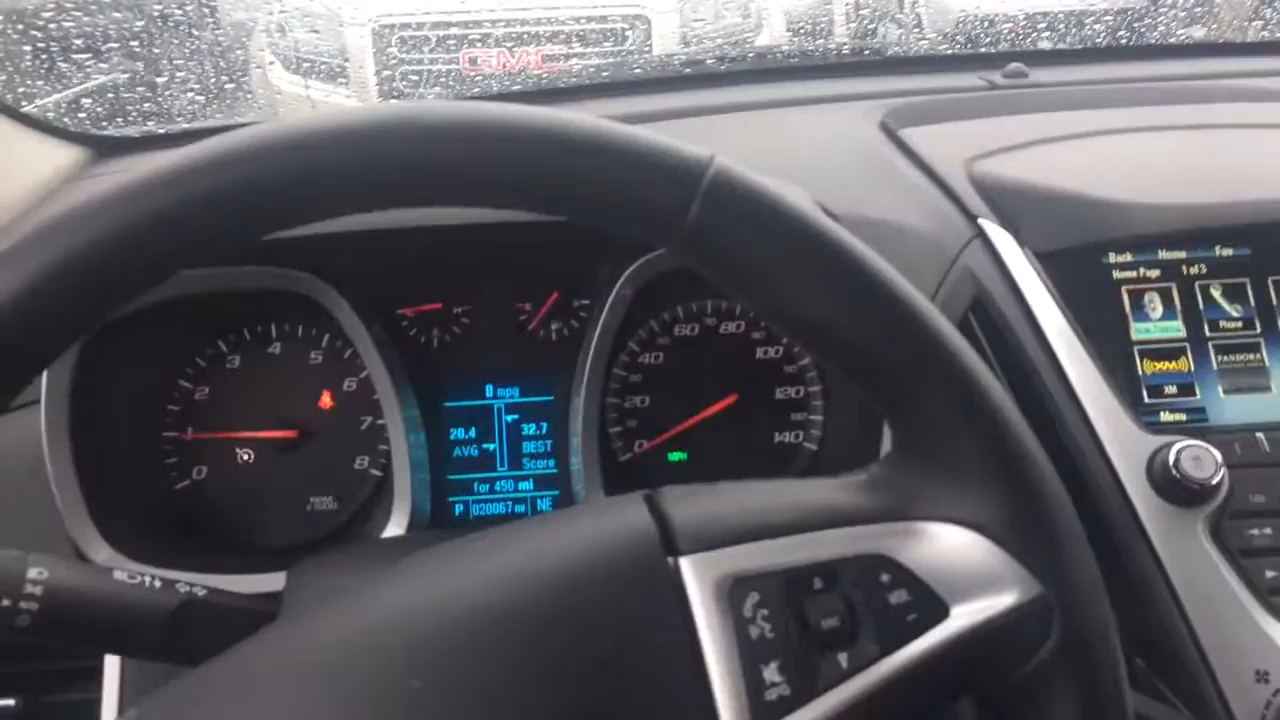 GMC
0 mpg
20.4
AVG
32.7
BEST
Score
for 450 mi
P 020067 mi NE
0
2
3
4
5
6
7
8
0
20
40
60
80
100
120
140
MPH
Back Home Fav
Home Page 1 of 3
Phone
XM PANDORA
XM
Menu